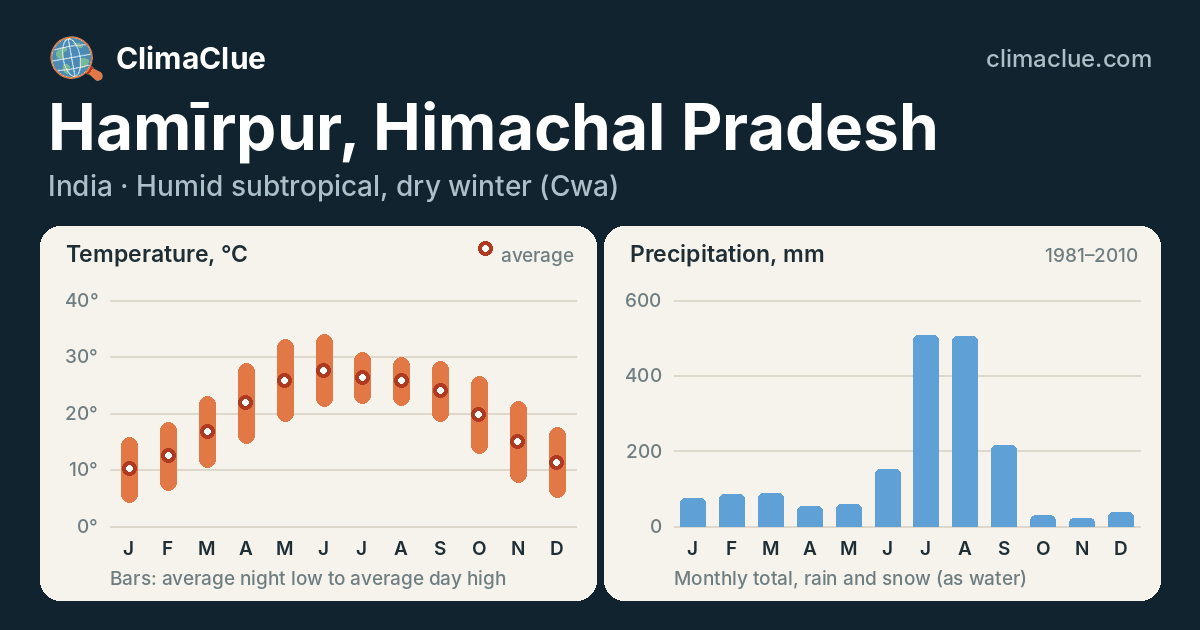 ClimaClue
climaclue.com
Hamīrpur, Himachal Pradesh
India · Humid subtropical, dry winter (Cwa)
Temperature, °C
average
40°
30°
20°
10°
0°
J F M A M J J A S O N D
Bars: average night low to average day high
Precipitation, mm
1981–2010
600
400
200
0
J F M A M J J A S O N D
Monthly total, rain and snow (as water)